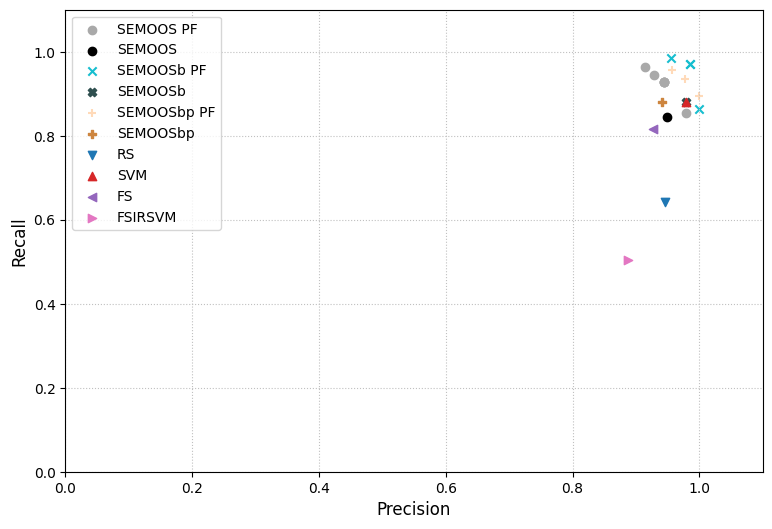 SEMOOS PF
SEMOOS
SEMOOSb PF
SEMOOSb
SEMOOSbp PF
SEMOOSbp
RS
SVM
FS
FSIRSVM
1.0
0.8
0.6
0.4
0.2
0.0
Recall
0.0 0.2 0.4 0.6 0.8 1.0
Precision